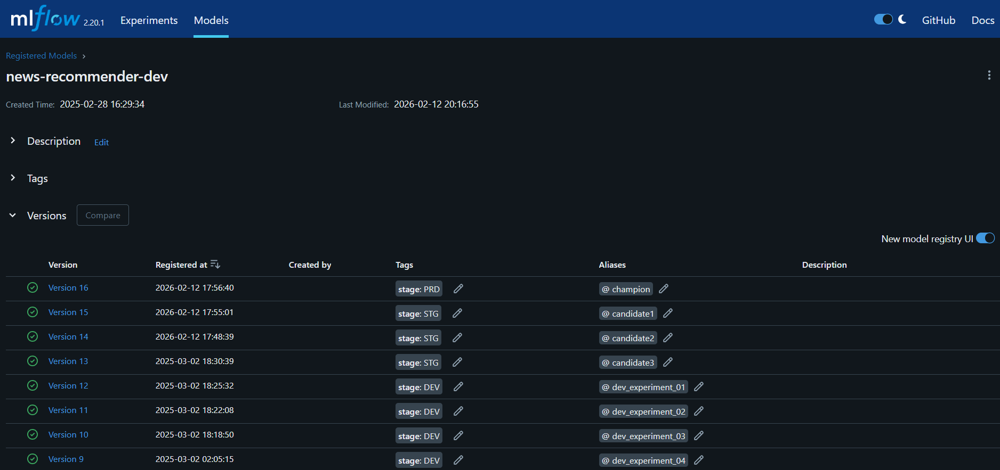 mlflow 2.20.1 Experiments Models GitHub Docs
Registered Models ›
news-recommender-dev
Created Time: 2025-02-28 16:29:34 Last Modified: 2026-02-12 20:16:55
Description Edit
Tags
Versions Compare
New model registry UI
Version Registered at Created by Tags Aliases Description
Version 16 2026-02-12 17:56:40 stage: PRD @ champion
Version 15 2026-02-12 17:55:01 stage: STG @ candidate1
Version 14 2026-02-12 17:48:39 stage: STG @ candidate2
Version 13 2025-03-02 18:30:39 stage: STG @ candidate3
Version 12 2025-03-02 18:25:32 stage: DEV @ dev_experiment_01
Version 11 2025-03-02 18:22:08 stage: DEV @ dev_experiment_02
Version 10 2025-03-02 18:18:50 stage: DEV @ dev_experiment_03
Version 9 2025-03-02 02:05:15 stage: DEV @ dev_experiment_04